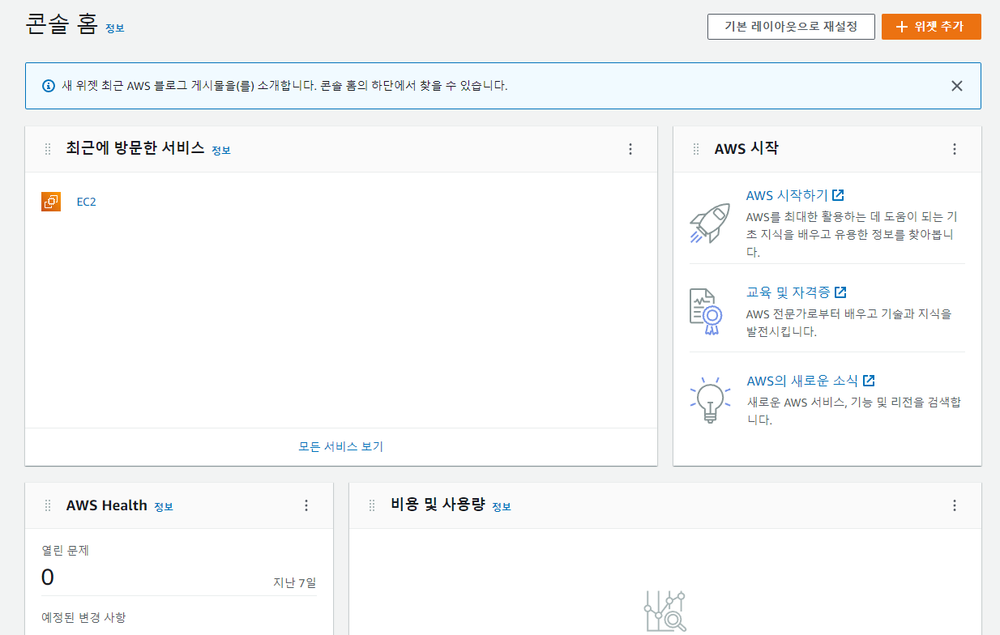 콘솔 홈 정보
기본 레이아웃으로 재설정
위젯 추가
새 위젯 최근 AWS 블로그 게시물을(를) 소개합니다. 콘솔 홈의 하단에서 찾을 수 있습니다.
최근에 방문한 서비스 정보
EC2
모든 서비스 보기
AWS 시작
AWS 시작하기
AWS를 최대한 활용하는 데 도움이 되는 기
초 지식을 배우고 유용한 정보를 찾아봅니
다.
교육 및 자격증
AWS 전문가로부터 배우고 기술과 지식을
발전시킵니다.
AWS의 새로운 소식
새로운 AWS 서비스, 기능 및 리전을 검색합
니다.
AWS Health 정보
열린 문제
0
지난 7일
예정된 변경 사항
비용 및 사용량 정보